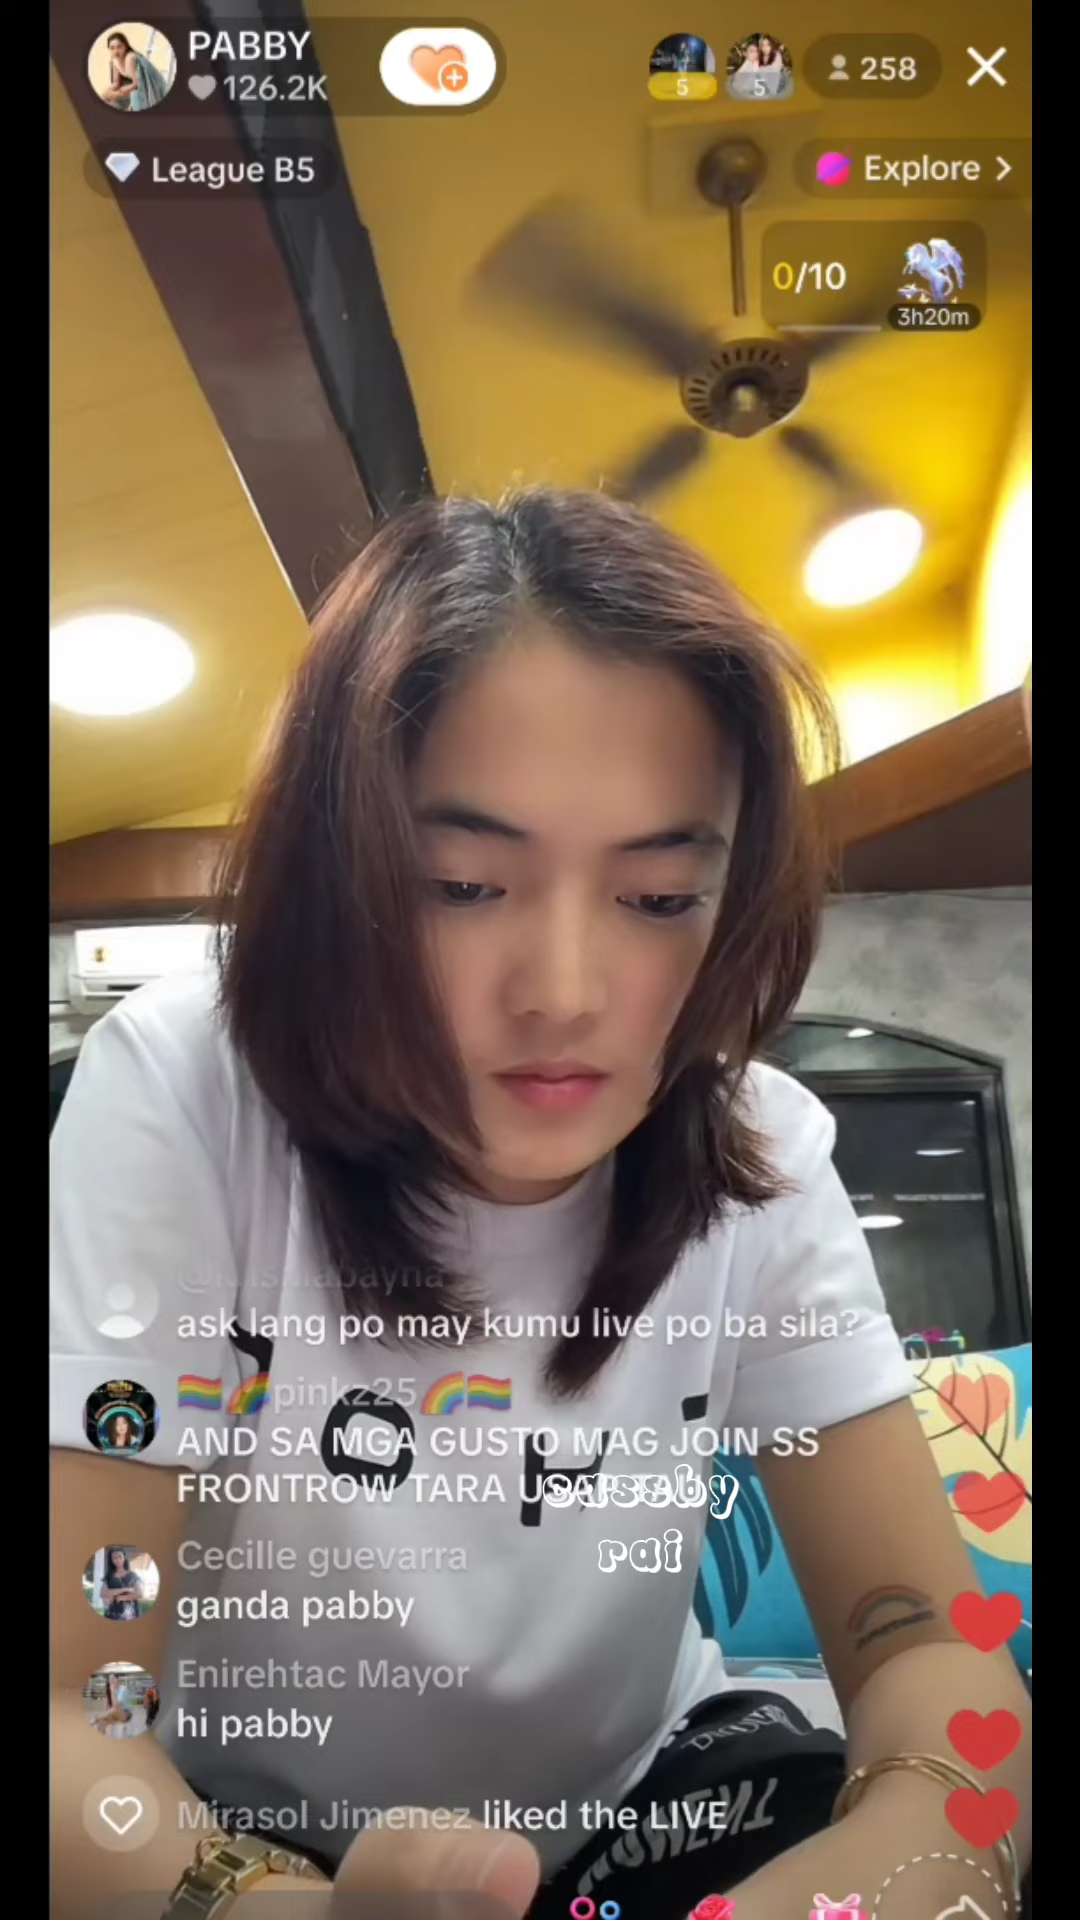 PABBY
126.2K
5
5
258
League B5
Explore >
0/10
3h20m
ask lang po may kumu live po ba sila?
pinkz25
AND SA MGA GUSTO MAG JOIN SS
FRONTROW TARA
sassby
rai
Cecille guevarra
ganda pabby
Enirehtac Mayor
hi pabby
Mirasol Jimenez liked the LIVE